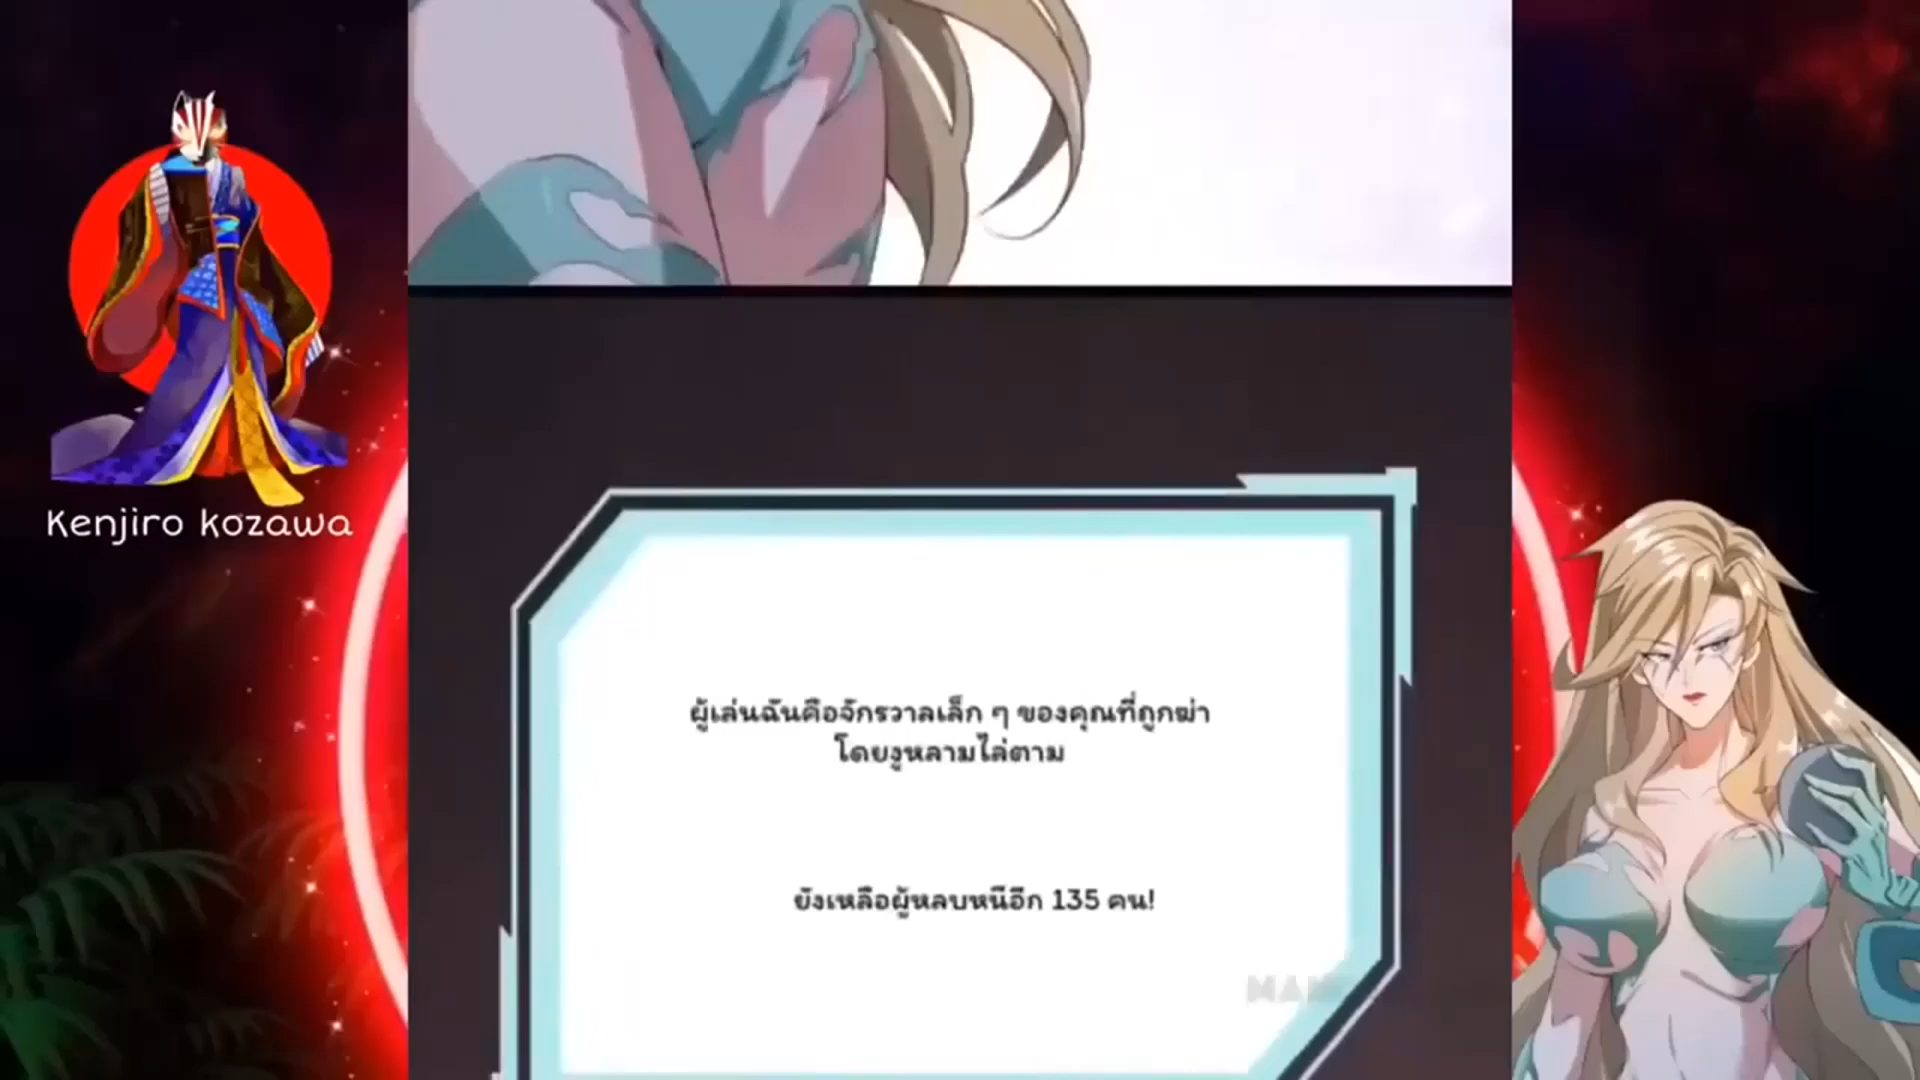 Kenjiro kozawa
ผู้เล่นฉันคือจักรวาลเล็ก ๆ ของคุณที่ถูกฆ่า
โดยงูหลามไล่ตาม
ยังเหลือผู้หลบหนีอีก 135 คน!